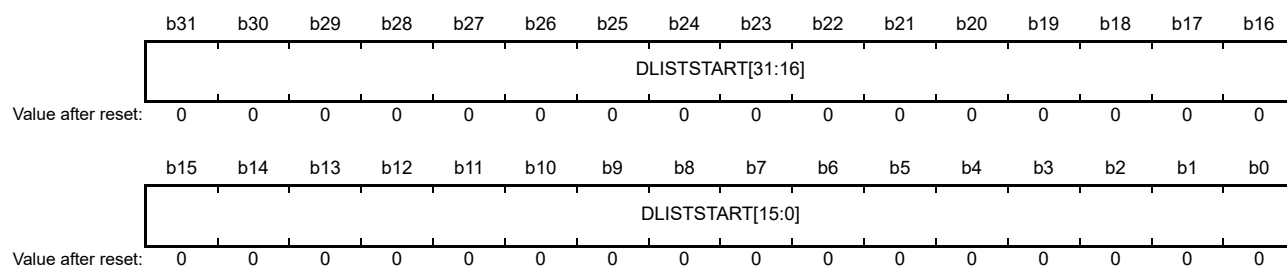 b31 b30 b29 b28 b27 b26 b25 b24 b23 b22 b21 b20 b19 b18 b17 b16
DLISTSTART[31:16]
Value after reset: 0 0 0 0 0 0 0 0 0 0 0 0 0 0 0 0
b15 b14 b13 b12 b11 b10 b9 b8 b7 b6 b5 b4 b3 b2 b1 b0
DLISTSTART[15:0]
Value after reset: 0 0 0 0 0 0 0 0 0 0 0 0 0 0 0 0